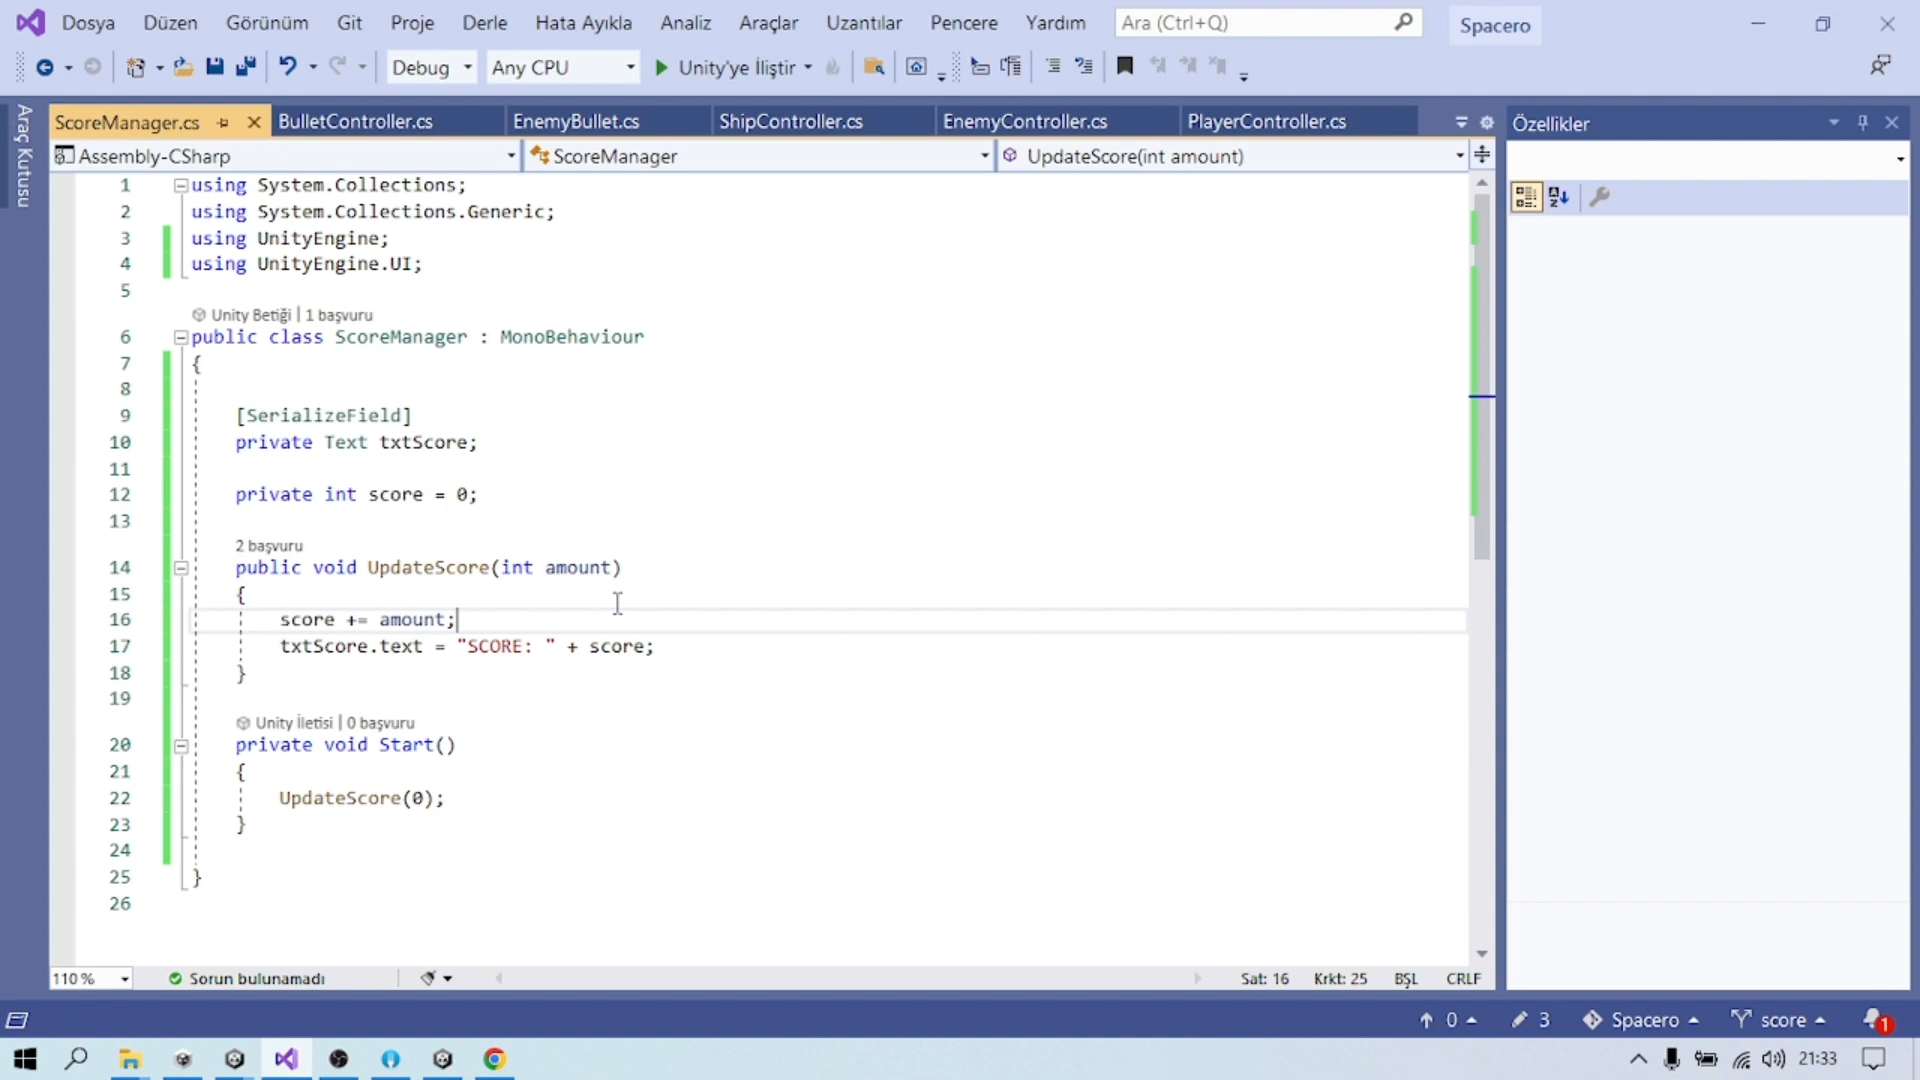 Dosya Düzen Görünüm Git Proje Derle Hata Ayıkla Analiz Araçlar Uzantılar Pencere Yardım Ara (Ctrl+Q) Spacero
Debug Any CPU Unity'ye İliştir
Araç Kutusu
ScoreManager.cs BulletController.cs EnemyBullet.cs ShipController.cs EnemyController.cs PlayerController.cs
Özellikler
Assembly-CSharp ScoreManager UpdateScore(int amount)
1 using System.Collections;
2 using System.Collections.Generic;
3 using UnityEngine;
4 using UnityEngine.UI;
5
Unity Betiği | 1 başvuru
6 public class ScoreManager : MonoBehaviour
7 {
8
9 [SerializeField]
10 private Text txtScore;
11
12 private int score = 0;
13
2 başvuru
14 public void UpdateScore(int amount)
15 {
16 score += amount;
17 txtScore.text = "SCORE: " + score;
18 }
19
Unity İletisi | 0 başvuru
20 private void Start()
21 {
22 UpdateScore(0);
23 }
24
25 }
26
110 % Sorun bulunamadı Sat: 16 Krkt: 25 BŞL CRLF
0 3 Spacero score 1
21:33